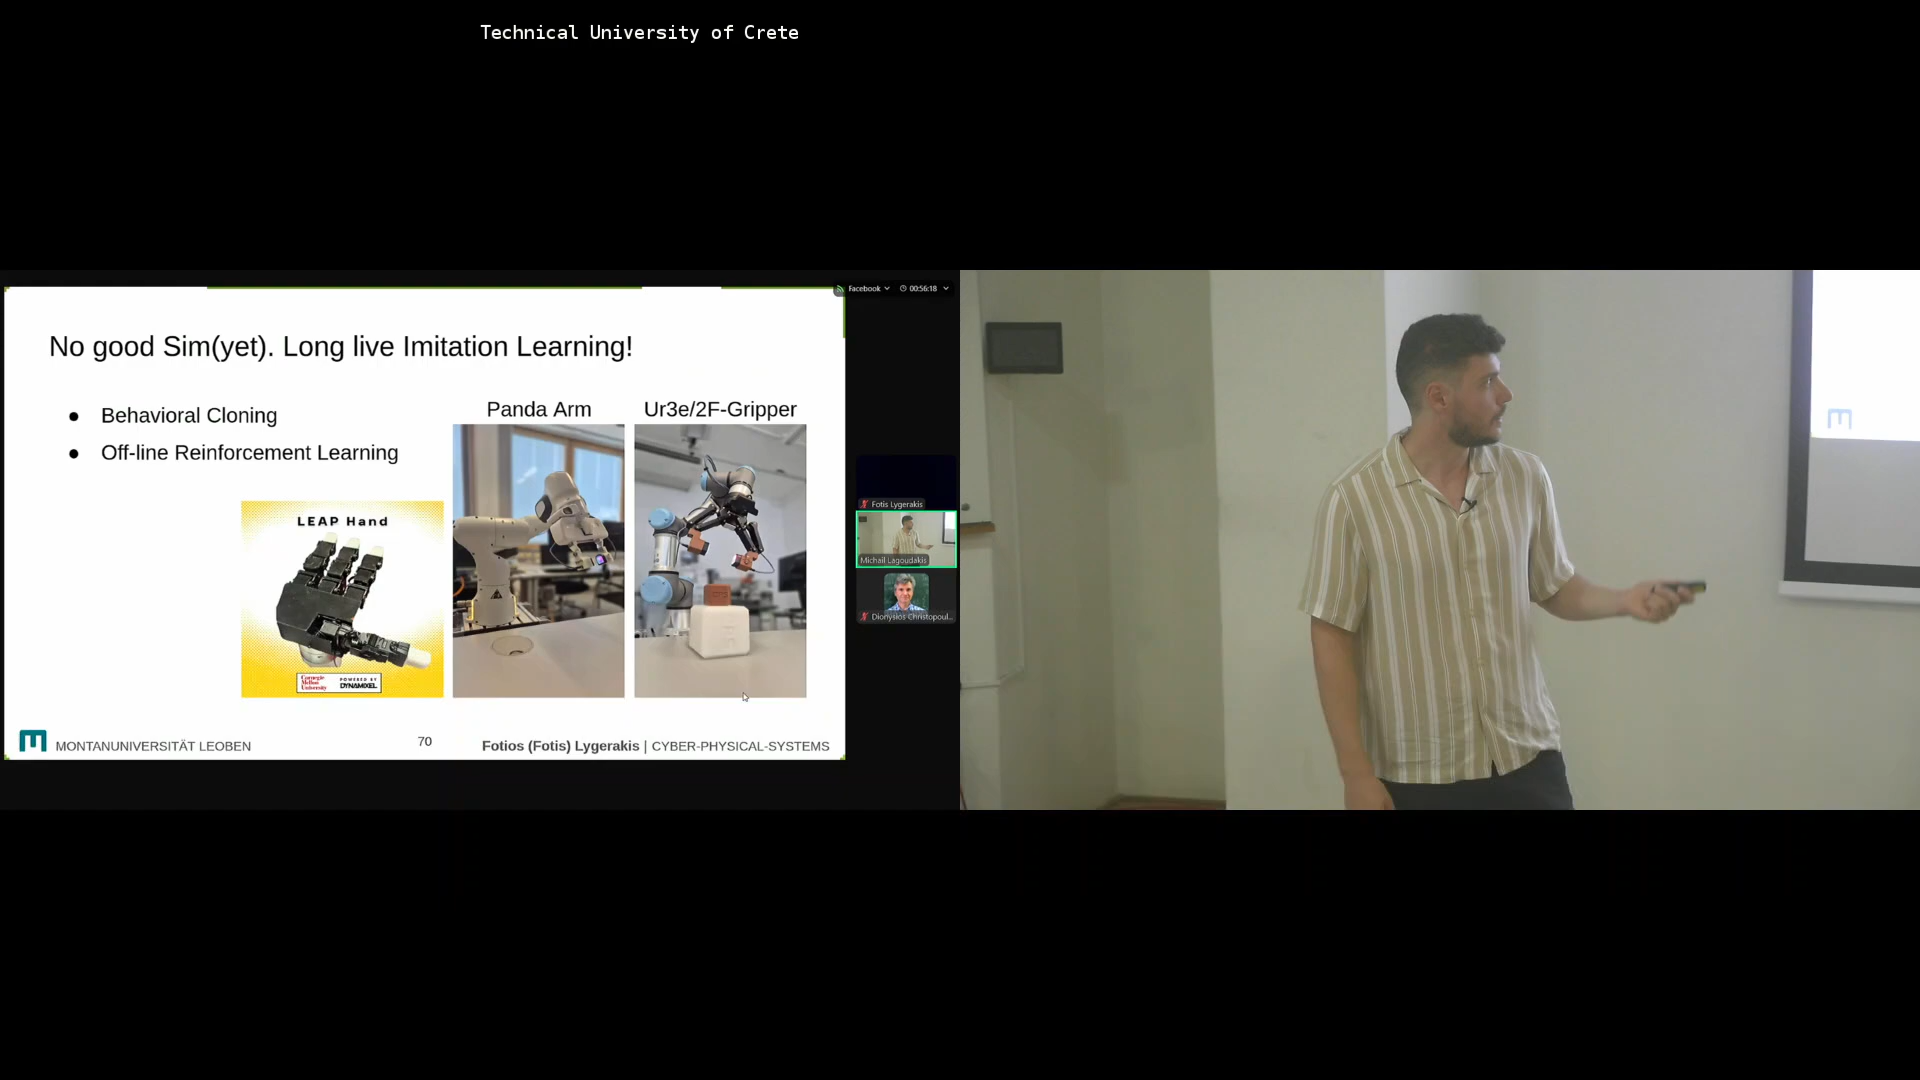 Technical University of Crete
Facebook
00:56:18
No good Sim(yet). Long live Imitation Learning!
● Behavioral Cloning
● Off-line Reinforcement Learning
Panda Arm
Ur3e/2F-Gripper
LEAP Hand
Carnegie
Mellon
University
POWERED BY
DYNAMIXEL
MONTANUNIVERSITÄT LEOBEN
70
Fotios (Fotis) Lygerakis | CYBER-PHYSICAL-SYSTEMS
Fotis Lygerakis
Michail Lagoudakis
Dionysios Christopoul...